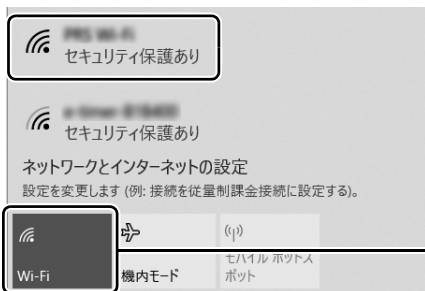 セキュリティ保護あり
セキュリティ保護あり
ネットワークとインターネットの設定
設定を変更します (例: 接続を従量制課金接続に設定する)。
Wi-Fi
機内モード
モバイル ホットス
ポット